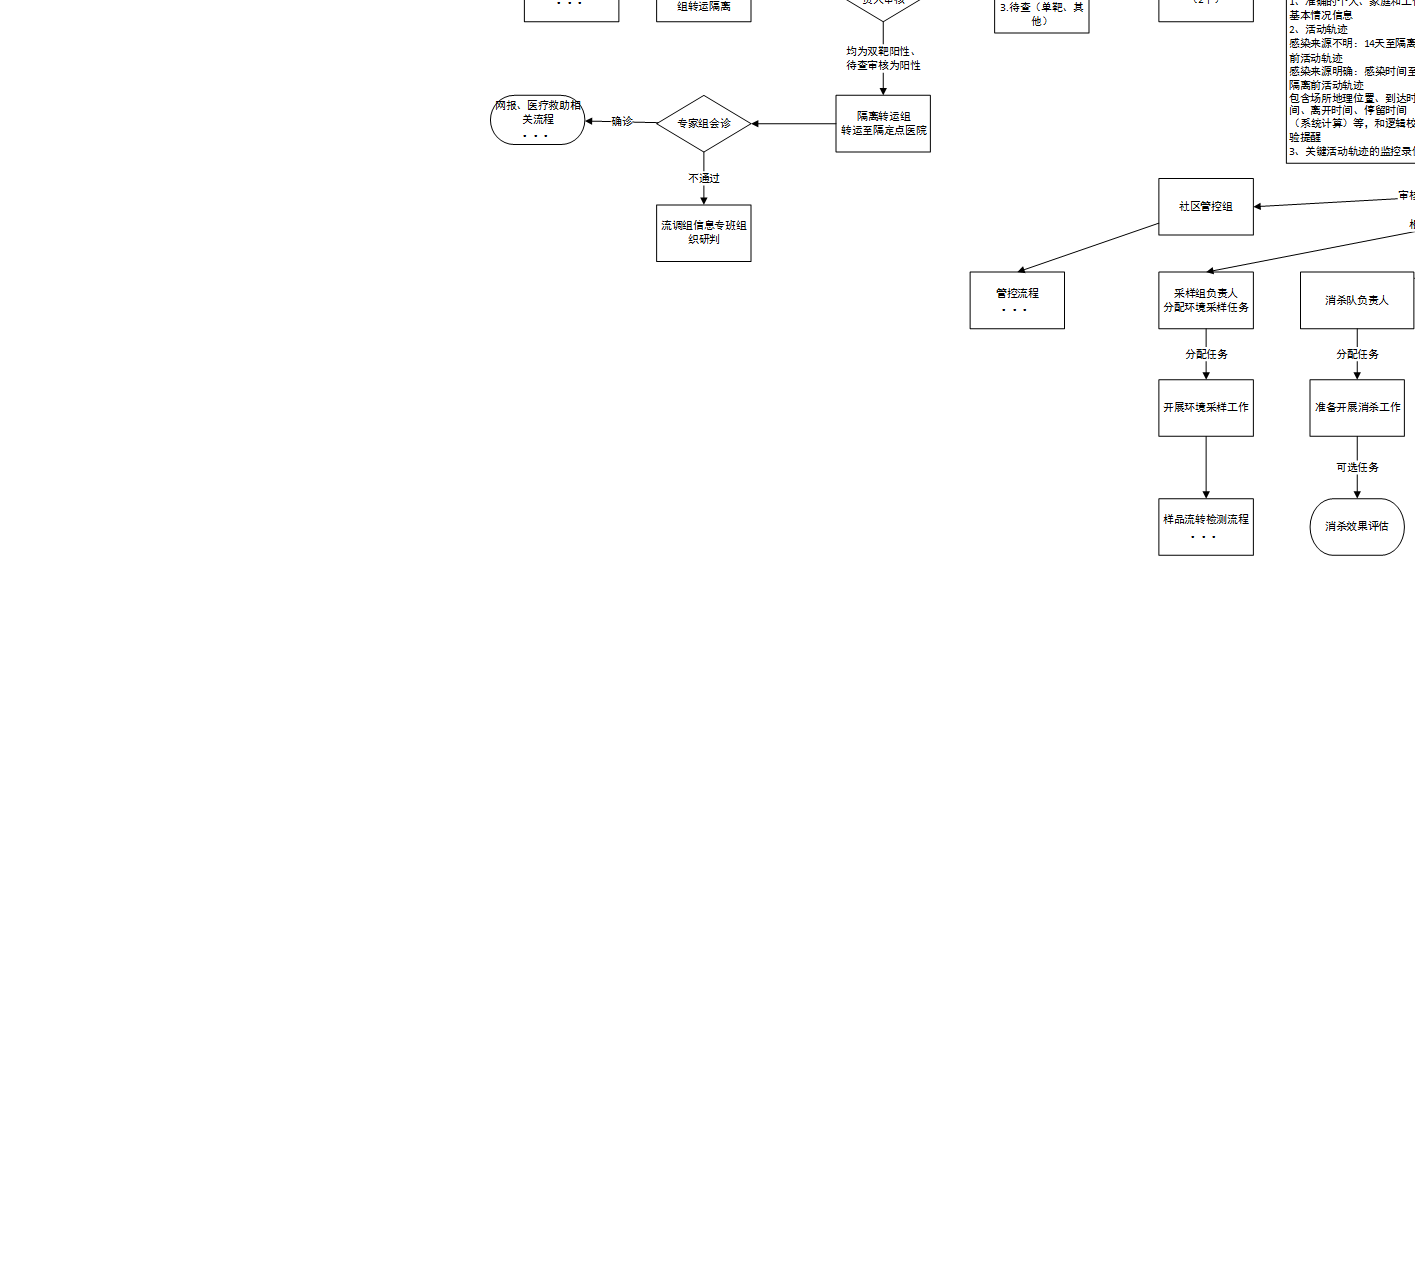 . . .
组转运隔离
责人审核
3.待查（单靶、其
他）
（2个）
1、准确的个人、家庭和工作
基本情况信息
2、活动轨迹
感染来源不明：14天至隔离
前活动轨迹
感染来源明确：感染时间至
隔离前活动轨迹
包含场所地理位置、到达时
间、离开时间、停留时间
（系统计算）等，和逻辑校
验提醒
3、关键活动轨迹的监控录
均为双靶阳性、
待查审核为阳性
网报、医疗救助相
关流程
. . .
确诊
专家组会诊
隔离转运组
转运至隔定点医院
不通过
流调组信息专班组
织研判
社区管控组
审核
管控流程
. . .
采样组负责人
分配环境采样任务
消杀队负责人
分配任务
分配任务
开展环境采样工作
准备开展消杀工作
可选任务
样品流转检测流程
. . .
消杀效果评估